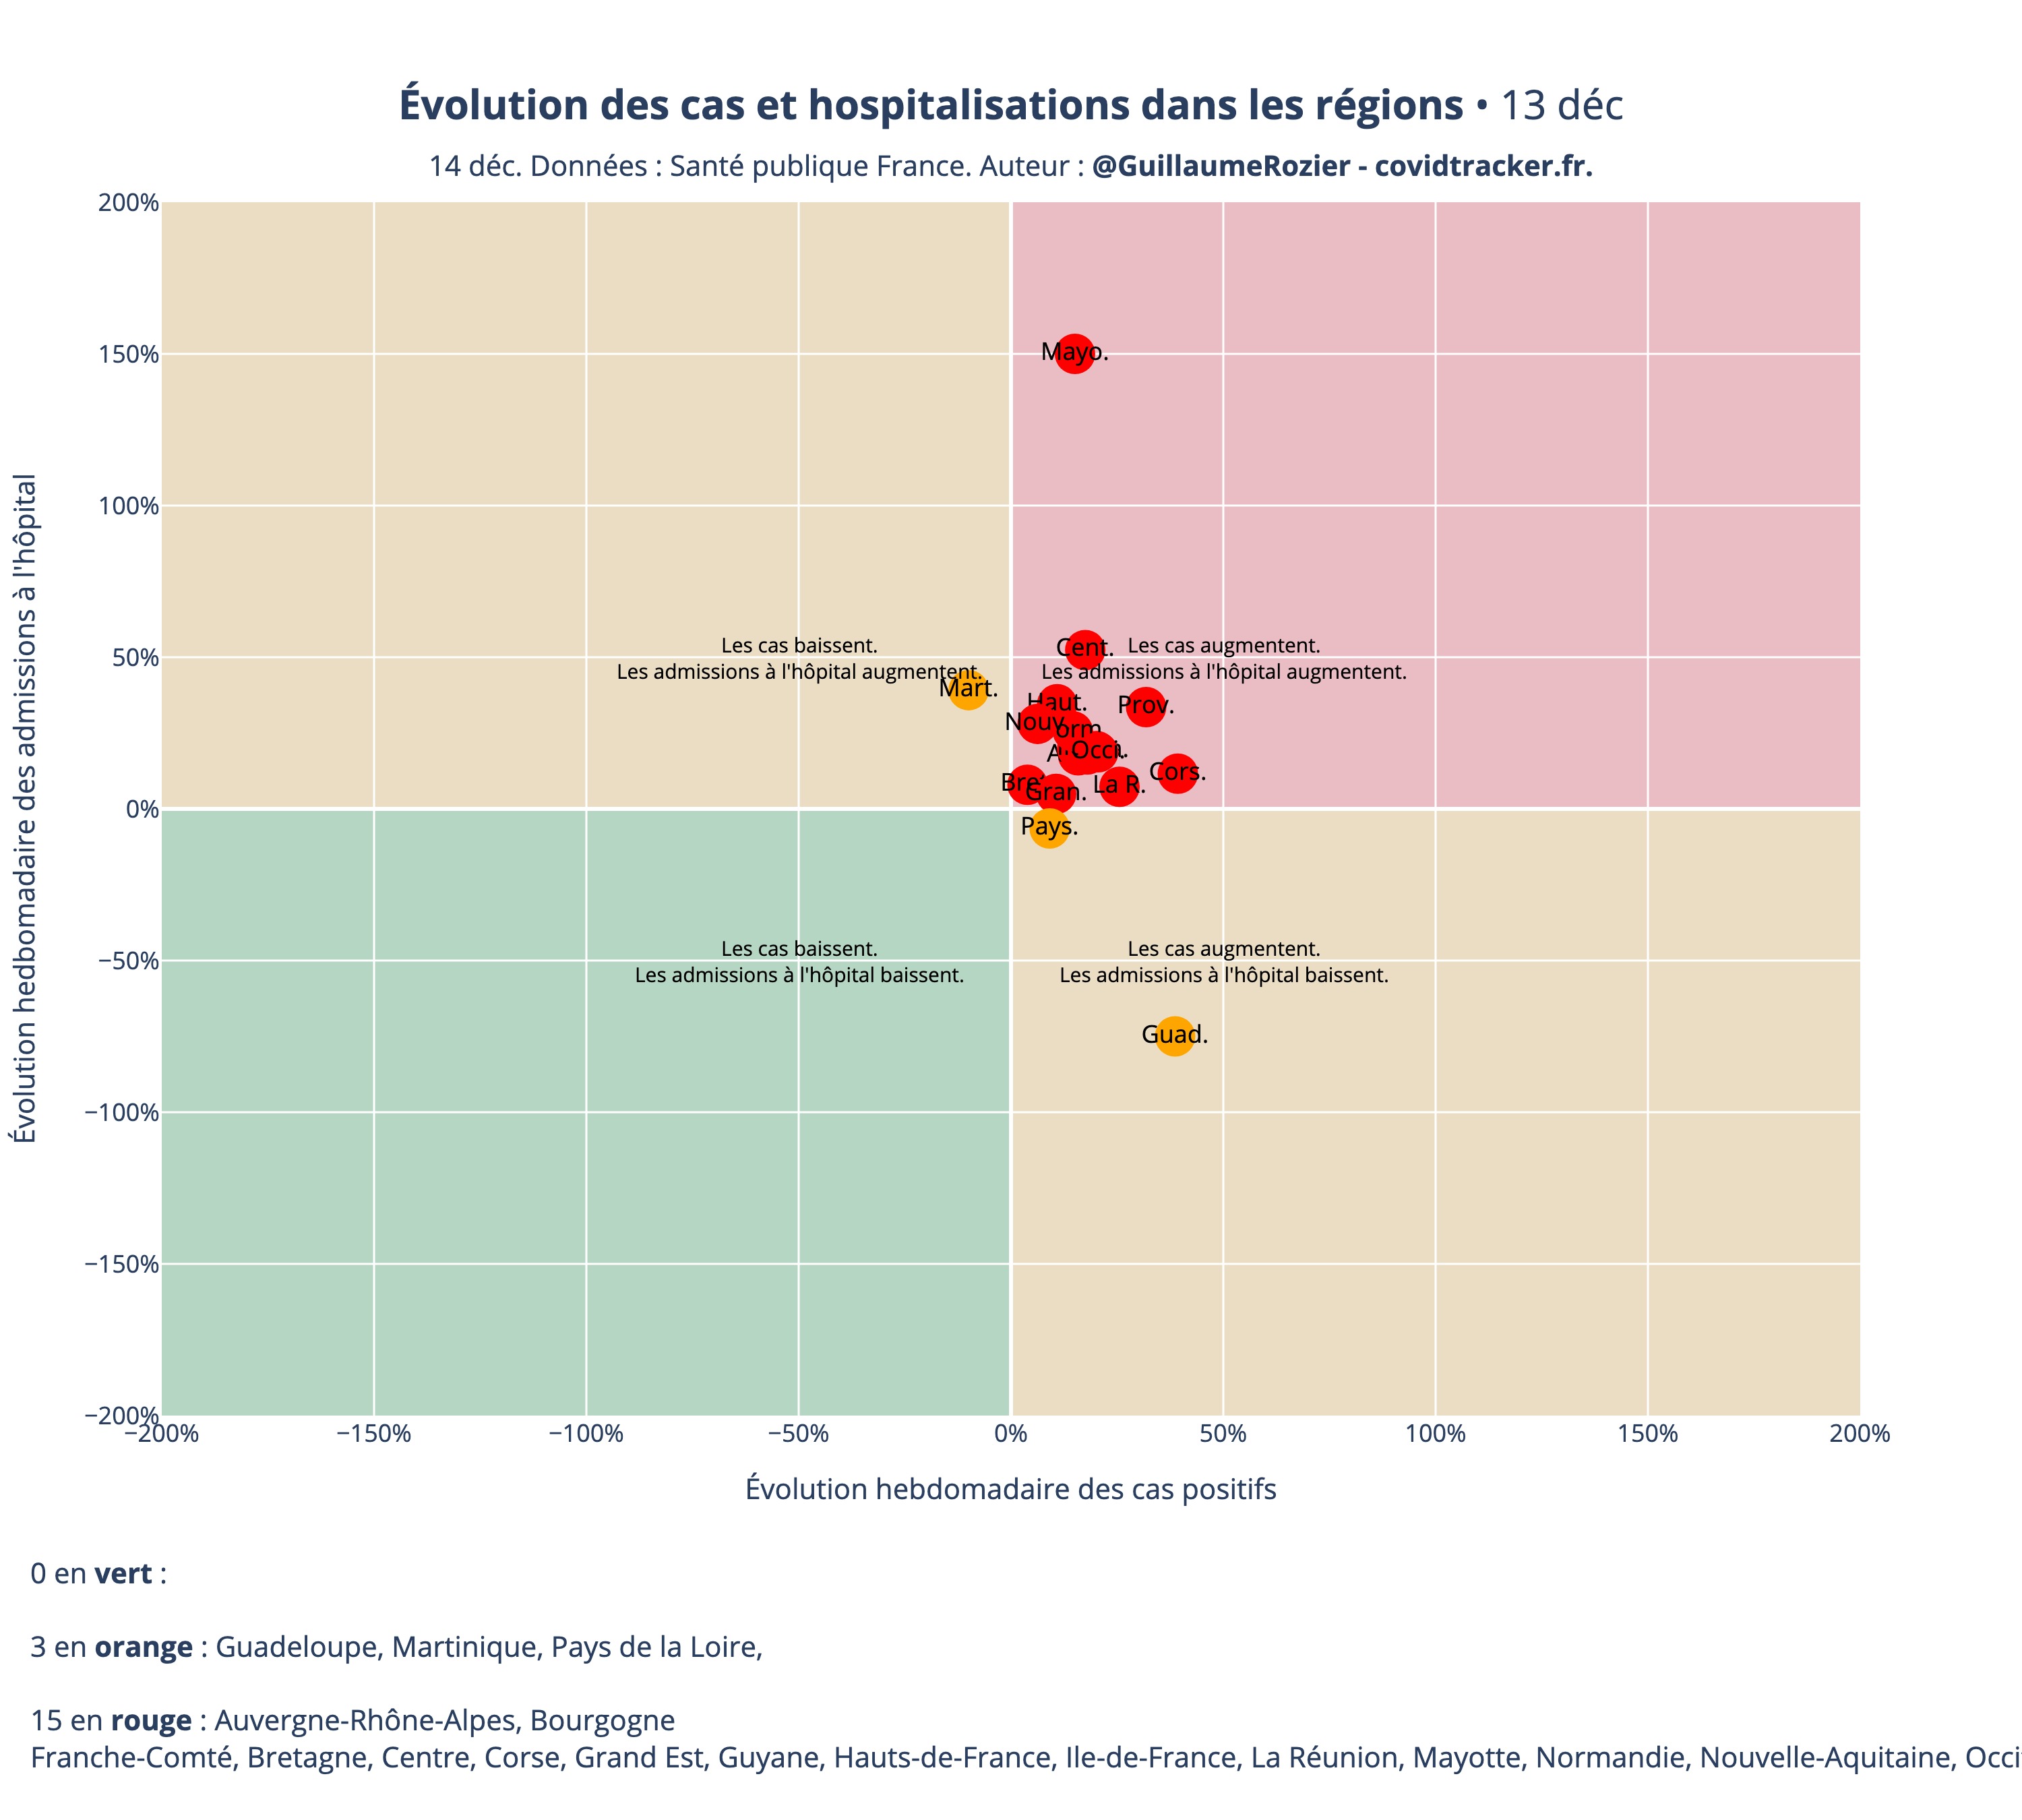 Évolution des cas et hospitalisations dans les régions • 13 déc
14 déc. Données : Santé publique France. Auteur : @GuillaumeRozier - covidtracker.fr.
Évolution hedbomadaire des admissions à l'hôpital
200%
150%
100%
50%
0%
−50%
−100%
−150%
−200%
Mayo.
Les cas baissent.
Les admissions à l'hôpital augmentent.
Cent.
Les cas augmentent.
Les admissions à l'hôpital augmentent.
Mart.
Haut.
Prov.
Nouv.
Occi.
Cors.
La R.
Gran.
Pays.
Les cas baissent.
Les admissions à l'hôpital baissent.
Les cas augmentent.
Les admissions à l'hôpital baissent.
Guad.
−200%
−150%
−100%
−50%
0%
50%
100%
150%
200%
Évolution hebdomadaire des cas positifs
0 en vert :
3 en orange : Guadeloupe, Martinique, Pays de la Loire,
15 en rouge : Auvergne-Rhône-Alpes, Bourgogne
Franche-Comté, Bretagne, Centre, Corse, Grand Est, Guyane, Hauts-de-France, Ile-de-France, La Réunion, Mayotte, Normandie, Nouvelle-Aquitaine, Occi